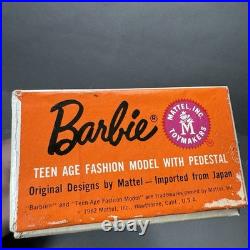 Barbie®
MATTEL, INC.
M
TOYMAKERS
TEEN AGE FASHION MODEL WITH PEDESTAL
Original Designs by Mattel — Imported from Japan
"Barbie" and "Teen-Age Fashion Model" are trademarks owned by Mattel, Inc.
1962 Mattel, Inc., Hawthorne, Calif., U.S.A.